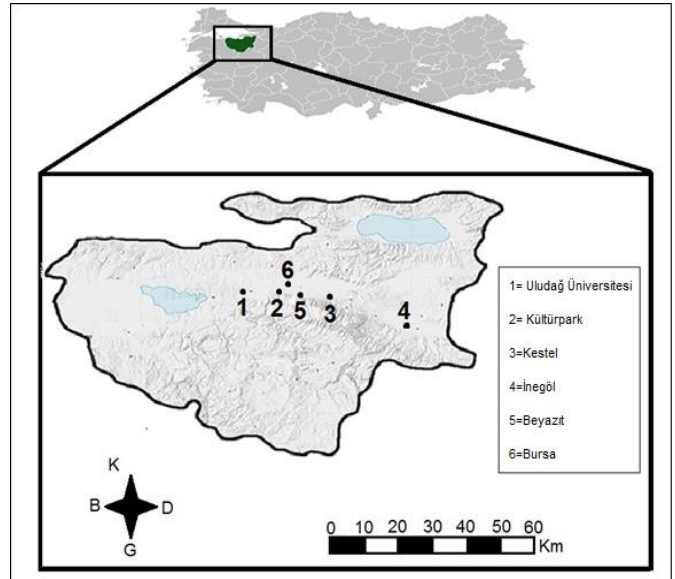 6
1 2 5 3 4
1= Uludağ Üniversitesi
2= Kültürpark
3=Kestel
4=İnegöl
5=Beyazıt
6=Bursa
K
B D
G
0 10 20 30 40 50 60
Km